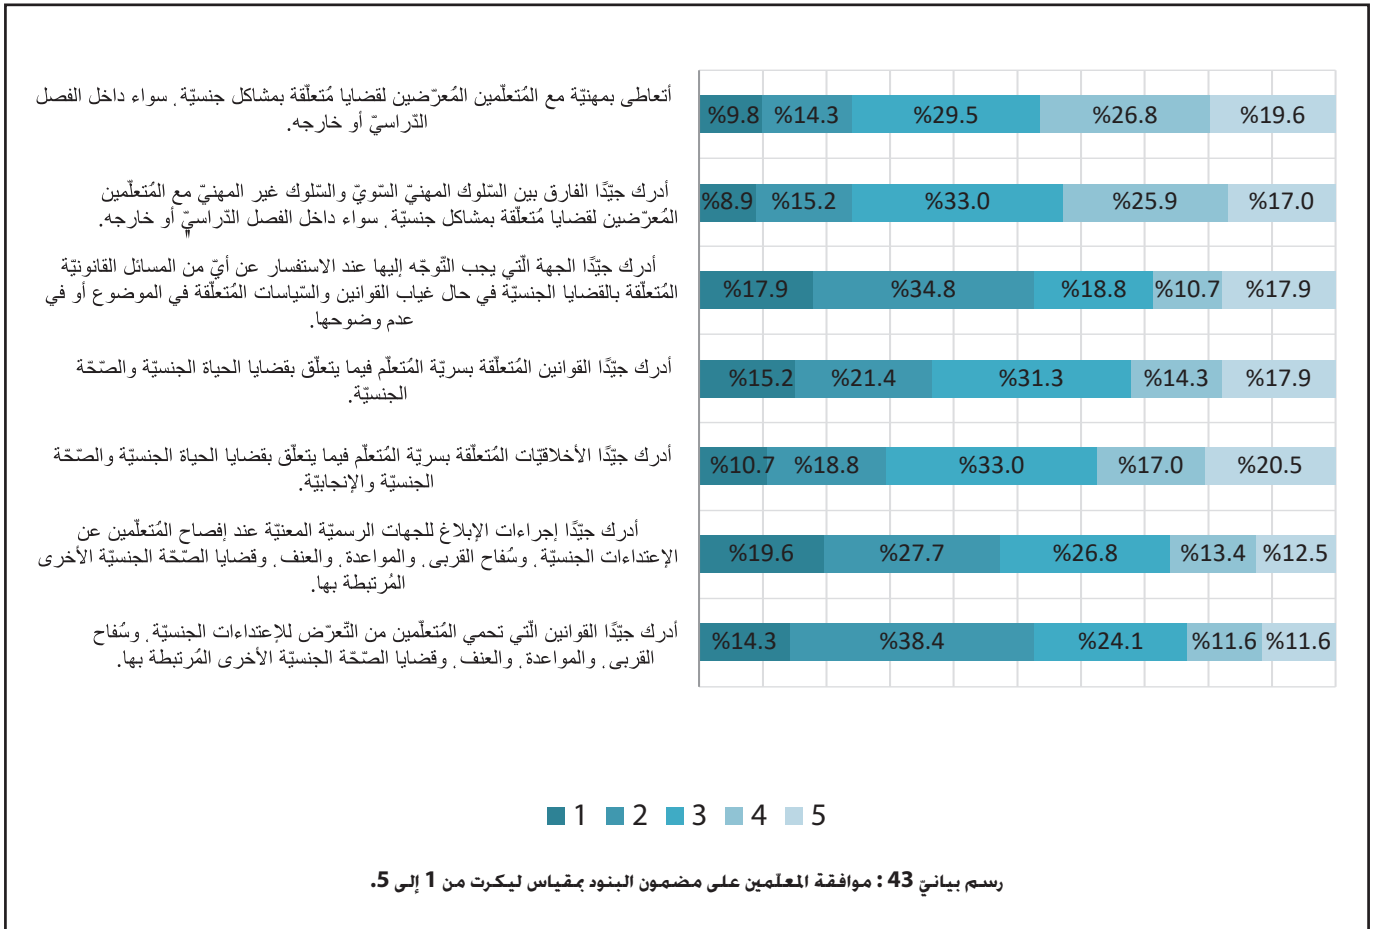 أتعاطى بمهنيّة مع المُتعلّمين المُعرّضين لقضايا مُتعلّقة بمشاكل جنسيّة, سواء داخل الفصل
الدّراسيّ أو خارجه.
%9.8 %14.3 %29.5 %26.8 %19.6
أدرك جيّدًا الفارق بين السّلوك المهنيّ السّويّ والسّلوك غير المهنيّ مع المُتعلّمين
المُعرّضين لقضايا مُتعلّقة بمشاكل جنسيّة, سواء داخل الفصل الدّراسيّ أو خارجه.
%8.9 %15.2 %33.0 %25.9 %17.0
أدرك جيّدًا الجهة الّتي يجب التّوجّه إليها عند الاستفسار عن أيّ من المسائل القانونيّة
المُتعلّقة بالقضايا الجنسيّة في حال غياب القوانين والسّياسات المُتعلّقة في الموضوع أو في
عدم وضوحها.
%17.9 %34.8 %18.8 %10.7 %17.9
أدرك جيّدًا القوانين المُتعلّقة بسريّة المُتعلّم فيما يتعلّق بقضايا الحياة الجنسيّة والصّحّة
الجنسيّة.
%15.2 %21.4 %31.3 %14.3 %17.9
أدرك جيّدًا الأخلاقيّات المُتعلّقة بسريّة المُتعلّم فيما يتعلّق بقضايا الحياة الجنسيّة والصّحّة
الجنسيّة والإنجابيّة.
%10.7 %18.8 %33.0 %17.0 %20.5
أدرك جيّدًا إجراءات الإبلاغ للجهات الرسميّة المعنيّة عند إفصاح المُتعلّمين عن
الإعتداءات الجنسيّة, وسُفاح القربى, والمواعدة, والعنف, وقضايا الصّحّة الجنسيّة الأخرى
المُرتبطة بها.
%19.6 %27.7 %26.8 %13.4 %12.5
أدرك جيّدًا القوانين الّتي تحمي المُتعلّمين من التّعرّض للإعتداءات الجنسيّة, وسُفاح
القربى, والمواعدة, والعنف, وقضايا الصّحّة الجنسيّة الأخرى المُرتبطة بها.
%14.3 %38.4 %24.1 %11.6 %11.6
1 2 3 4 5
رسم بيانيّ 43 : موافقة المعلّمين على مضمون البنود بمقياس ليكرت من 1 إلى 5.